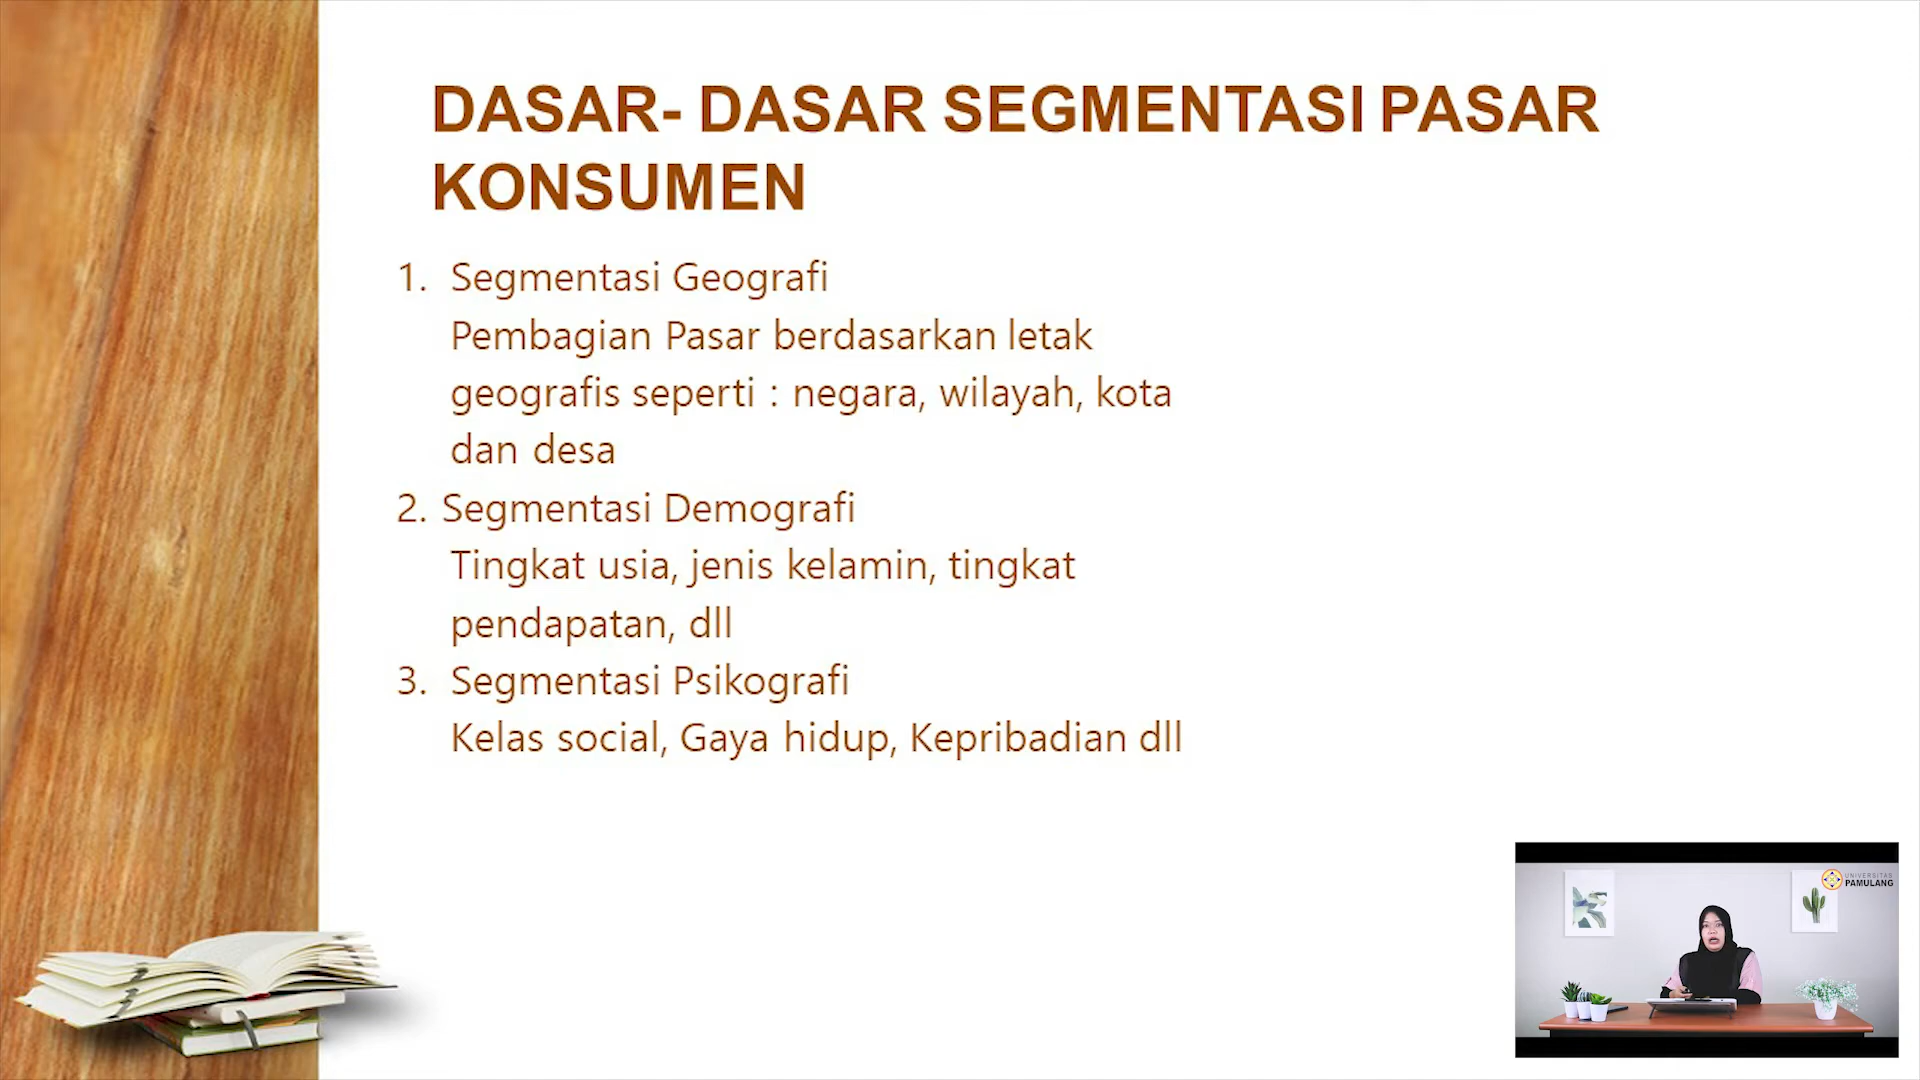 DASAR- DASAR SEGMENTASI PASAR
KONSUMEN
1. Segmentasi Geografi
Pembagian Pasar berdasarkan letak
geografis seperti : negara, wilayah, kota
dan desa
2. Segmentasi Demografi
Tingkat usia, jenis kelamin, tingkat
pendapatan, dll
3. Segmentasi Psikografi
Kelas social, Gaya hidup, Kepribadian dll
UNIVERSITAS
PAMULANG